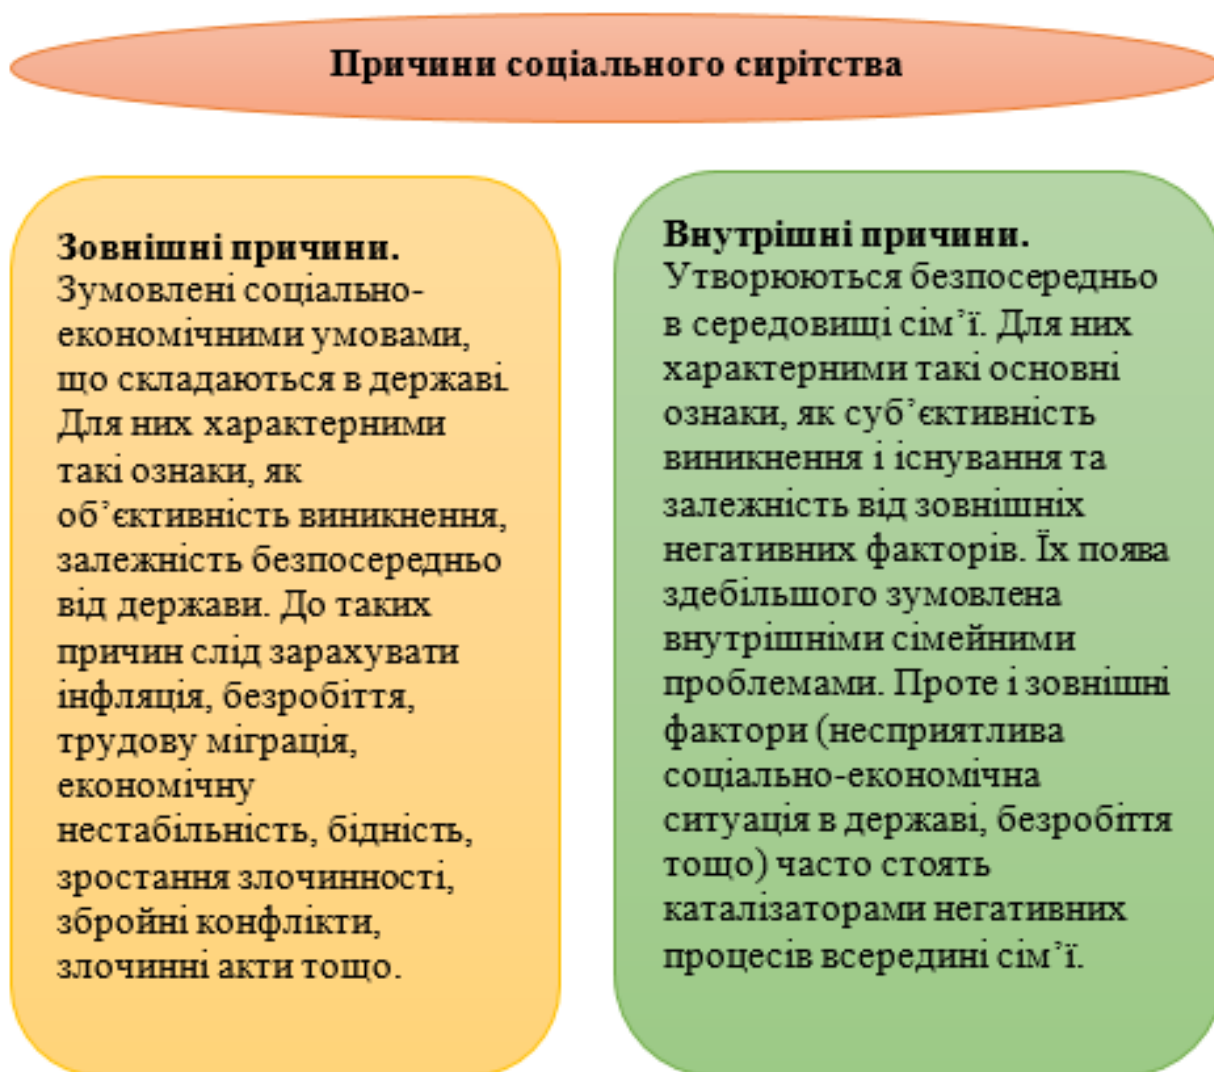 Причини соціального сирітства
Зовнішні причини.
Зумовлені соціально-
економічними умовами,
що складаються в державі.
Для них характерними
такі ознаки, як
об’єктивність виникнення,
залежність безпосередньо
від держави. До таких
причин слід зарахувати
інфляція, безробіття,
трудову міграція,
економічну
нестабільність, бідність,
зростання злочинності,
збройні конфлікти,
злочинні акти тощо.
Внутрішні причини.
Утворюються безпосередньо
в середовищі сім’ї. Для них
характерними такі основні
ознаки, як суб’єктивність
виникнення і існування та
залежність від зовнішніх
негативних факторів. Їх поява
здебільшого зумовлена
внутрішніми сімейними
проблемами. Проте і зовнішні
фактори (несприятлива
соціально-економічна
ситуація в державі, безробіття
тощо) часто стоять
каталізаторами негативних
процесів всередині сім’ї.